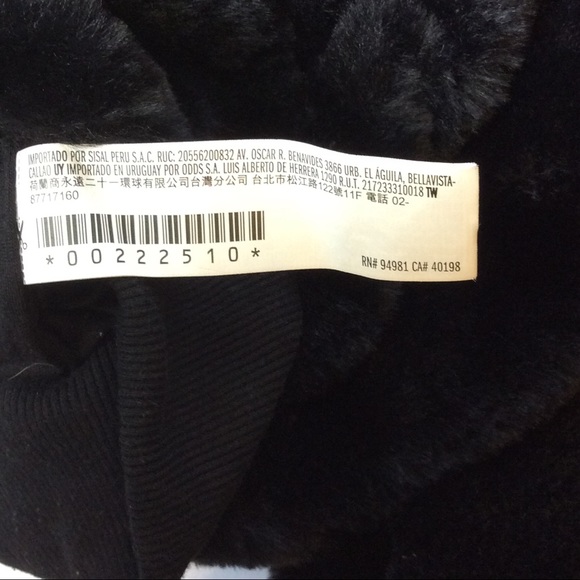 IMPORTADO POR SISAL PERU S.A.C. RUC: 20556200832 AV. OSCAR R. BENAVIDES 3866 URB. EL ÁGUILA, BELLAVISTA-
CALLAO UY IMPORTADO EN URUGUAY POR ODDS S.A. LUIS ALBERTO DE HERRERA 1290 R.U.T. 217233310018 TW
荷蘭商永遠二十一環球有限公司台灣分公司 台北市松江路122號11F 電話 02-
87717160
*00222510*
RN# 94981 CA# 40198